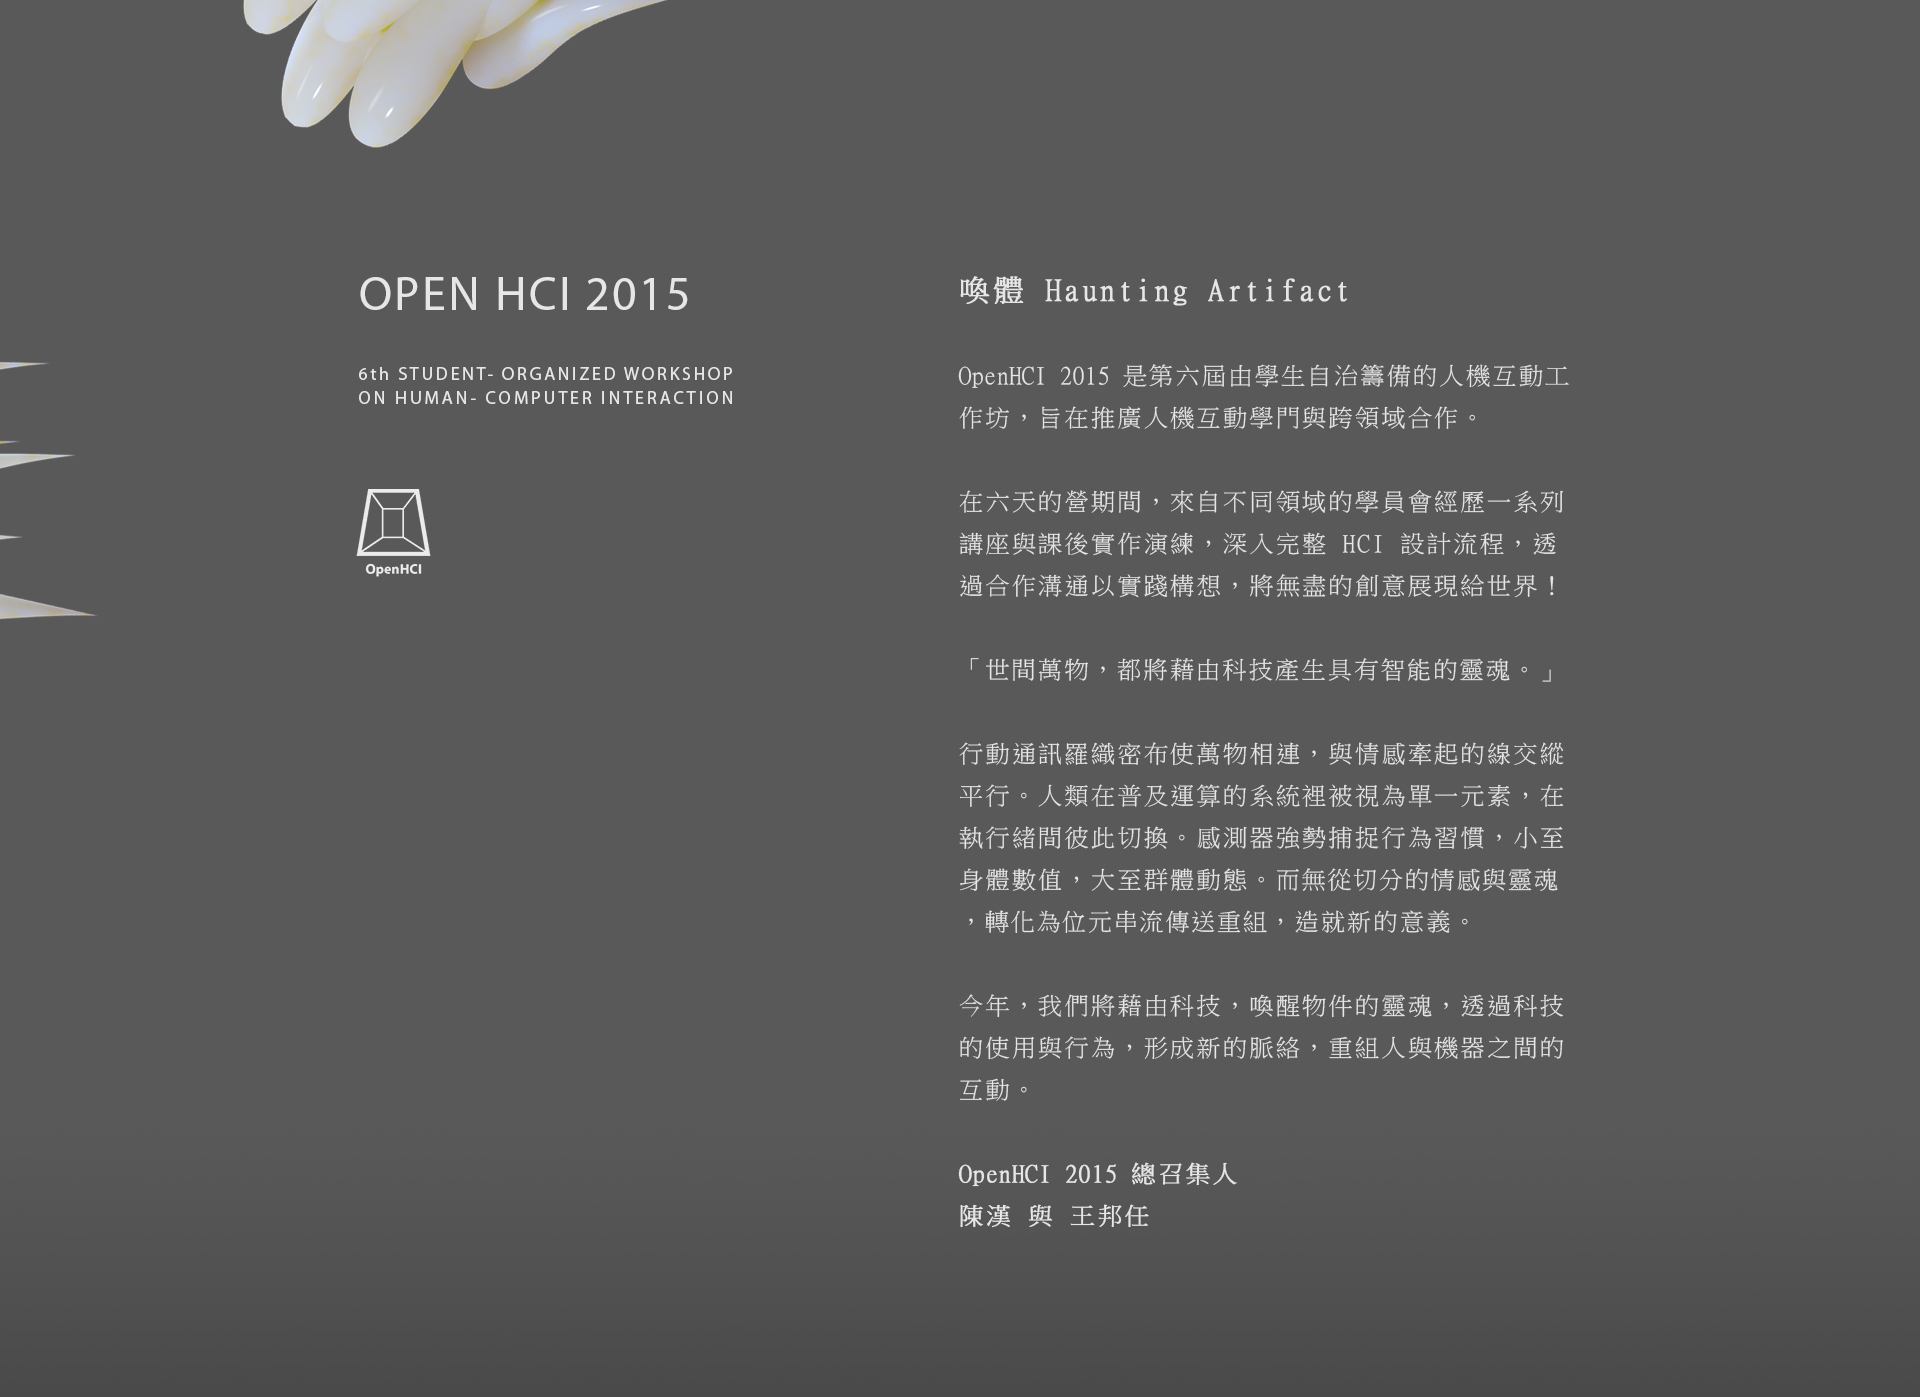 OPEN HCI 2015
6th STUDENT- ORGANIZED WORKSHOP
ON HUMAN- COMPUTER INTERACTION
OpenHCI
喚體 Haunting Artifact
OpenHCI 2015 是第六屆由學生自治籌備的人機互動工
作坊，旨在推廣人機互動學門與跨領域合作。
在六天的營期間，來自不同領域的學員會經歷一系列
講座與課後實作演練，深入完整 HCI 設計流程，透
過合作溝通以實踐構想，將無盡的創意展現給世界！
「世間萬物，都將藉由科技產生具有智能的靈魂。」
行動通訊羅織密布使萬物相連，與情感牽起的線交縱
平行。人類在普及運算的系統裡被視為單一元素，在
執行緒間彼此切換。感測器強勢捕捉行為習慣，小至
身體數值，大至群體動態。而無從切分的情感與靈魂
，轉化為位元串流傳送重組，造就新的意義。
今年，我們將藉由科技，喚醒物件的靈魂，透過科技
的使用與行為，形成新的脈絡，重組人與機器之間的
互動。
OpenHCI 2015 總召集人
陳漢 與 王邦任